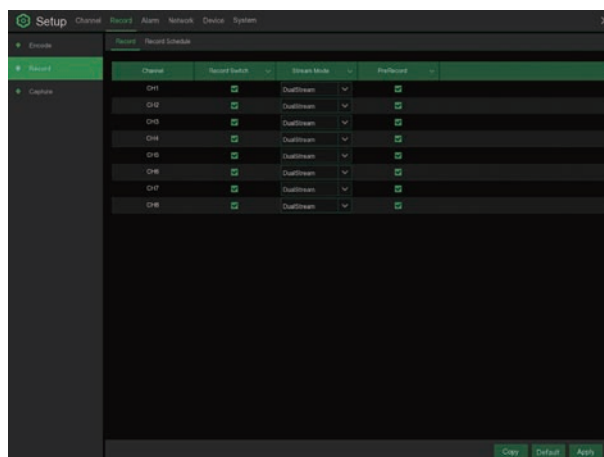 Setup Channel Record Alarm Network Device System
Encode
Record
Capture
Record Record Schedule
Channel Record Switch Stream Mode PreRecord
CH1 DualStream
CH2 DualStream
CH3 DualStream
CH4 DualStream
CH5 DualStream
CH6 DualStream
CH7 DualStream
CH8 DualStream
Copy Default Apply